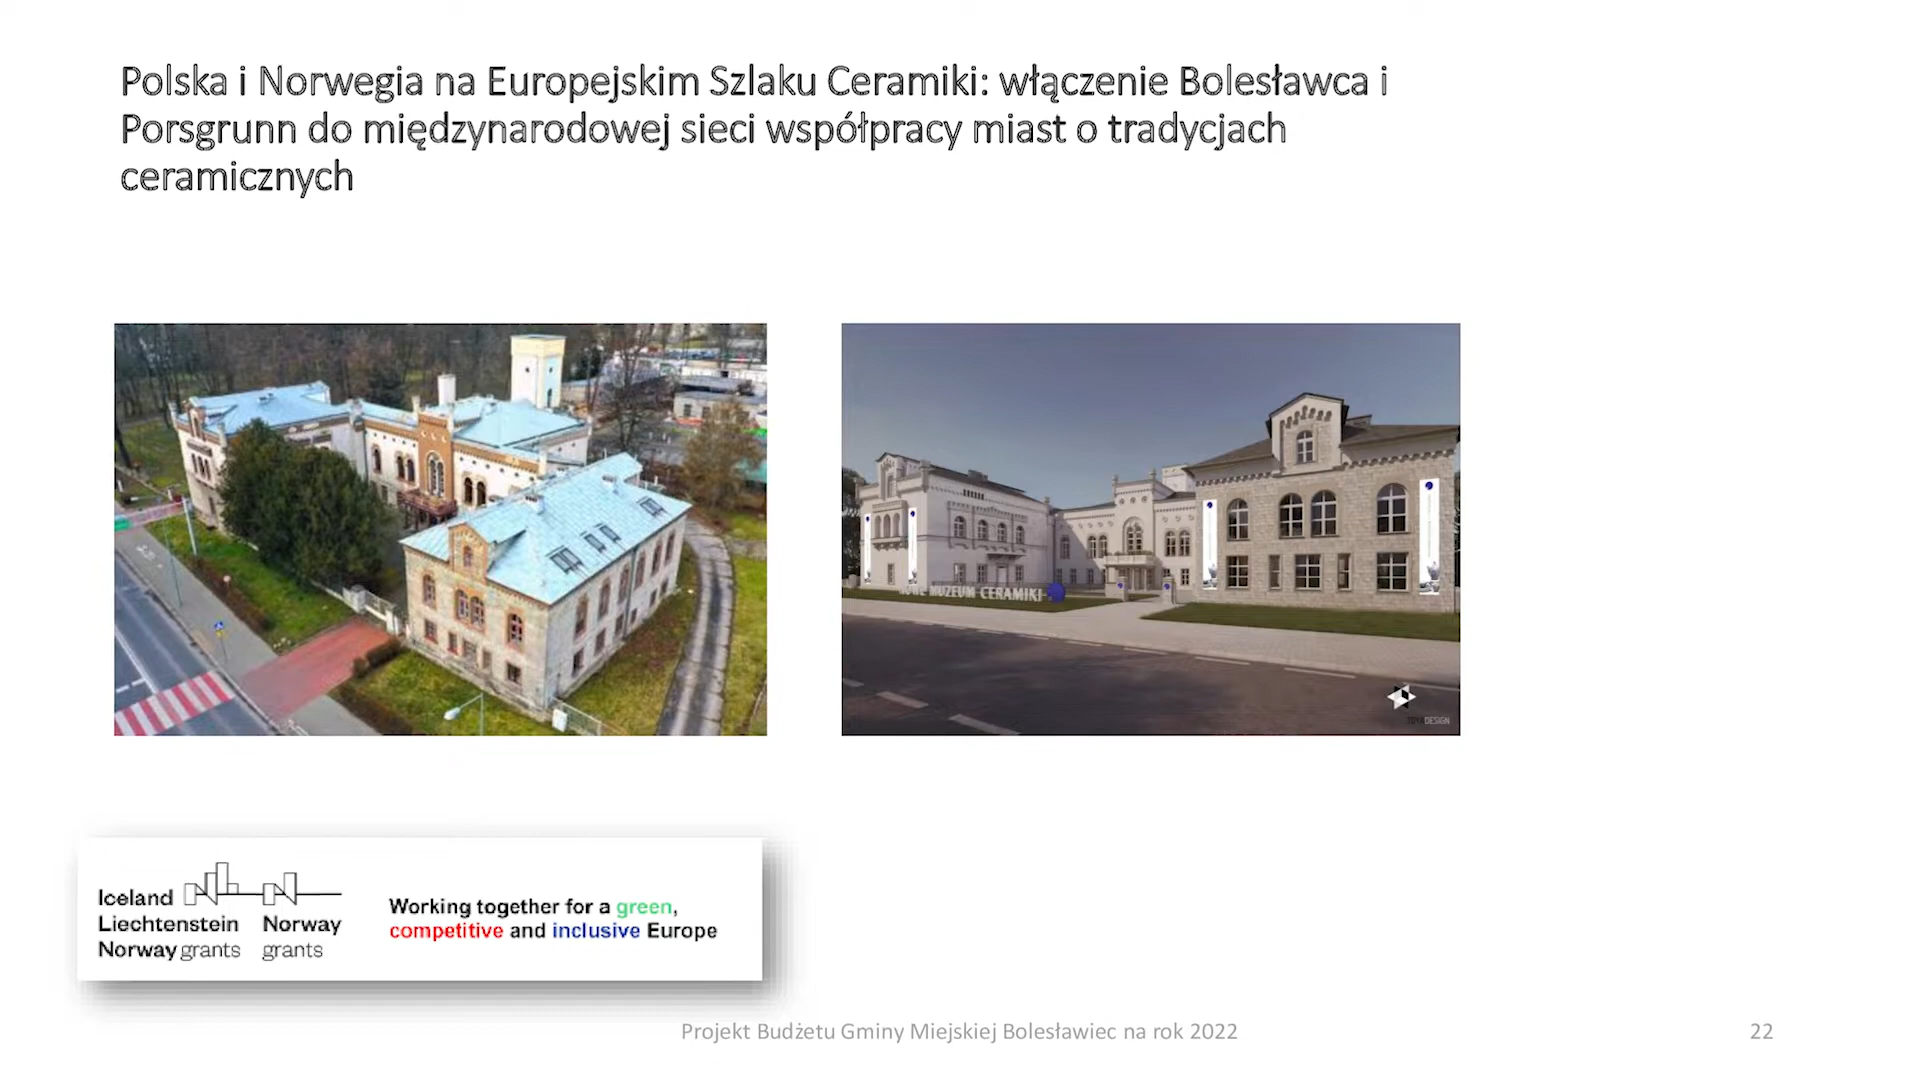 Polska i Norwegia na Europejskim Szlaku Ceramiki: włączenie Bolesławca i
Porsgrunn do międzynarodowej sieci współpracy miast o tradycjach
ceramicznych
MUZEUM CERAMIKI
DESIGN
Iceland
Liechtenstein
Norway grants
Norway
grants
Working together for a green,
competitive and inclusive Europe
Projekt Budżetu Gminy Miejskiej Bolesławiec na rok 2022
22